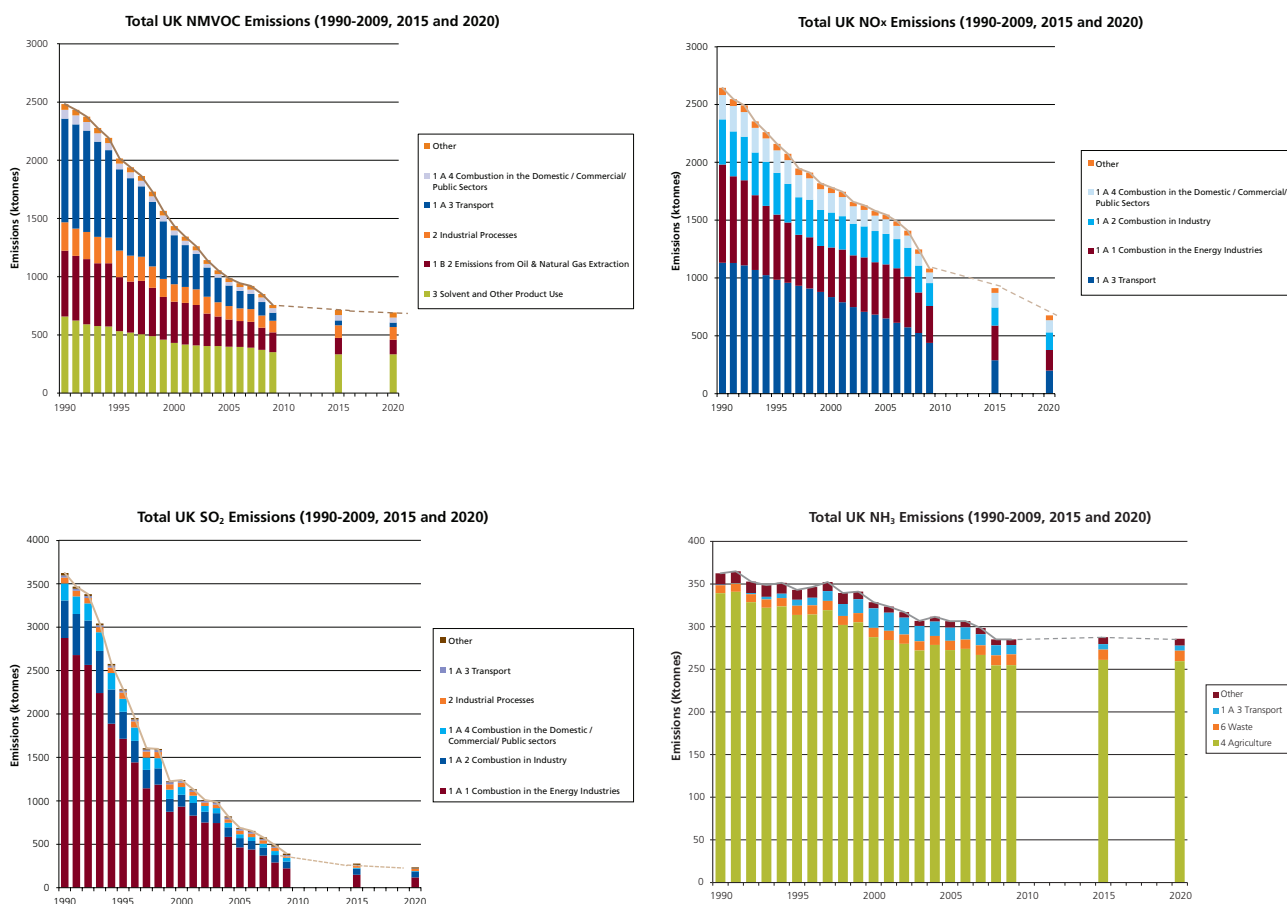 Total UK NMVOC Emissions (1990-2009, 2015 and 2020)
3000
2500
2000
1500
1000
500
0
Emissions (ktonnes)
1990
1995
2000
2005
2010
2015
2020
Other
1 A 4 Combustion in the Domestic / Commercial/
Public Sectors
1 A 3 Transport
2 Industrial Processes
1 B 2 Emissions from Oil & Natural Gas Extraction
3 Solvent and Other Product Use
Total UK NOx Emissions (1990-2009, 2015 and 2020)
3000
2500
2000
1500
1000
500
0
Emissions (ktonnes)
1990
1995
2000
2005
2010
2015
2020
Other
1 A 4 Combustion in the Domestic / Commercial/
Public Sectors
1 A 2 Combustion in Industry
1 A 1 Combustion in the Energy Industries
1 A 3 Transport
Total UK SO₂ Emissions (1990-2009, 2015 and 2020)
4000
3500
3000
2500
2000
1500
1000
500
0
Emissions (ktonnes)
1990
1995
2000
2005
2010
2015
2020
Other
1 A 3 Transport
2 Industrial Processes
1 A 4 Combustion in the Domestic /
Commercial/ Public sectors
1 A 2 Combustion in Industry
1 A 1 Combustion in the Energy Industries
Total UK NH₃ Emissions (1990-2009, 2015 and 2020)
400
350
300
250
200
150
100
50
0
Emissions (Ktonnes)
1990
1995
2000
2005
2010
2015
2020
Other
1 A 3 Transport
6 Waste
4 Agriculture